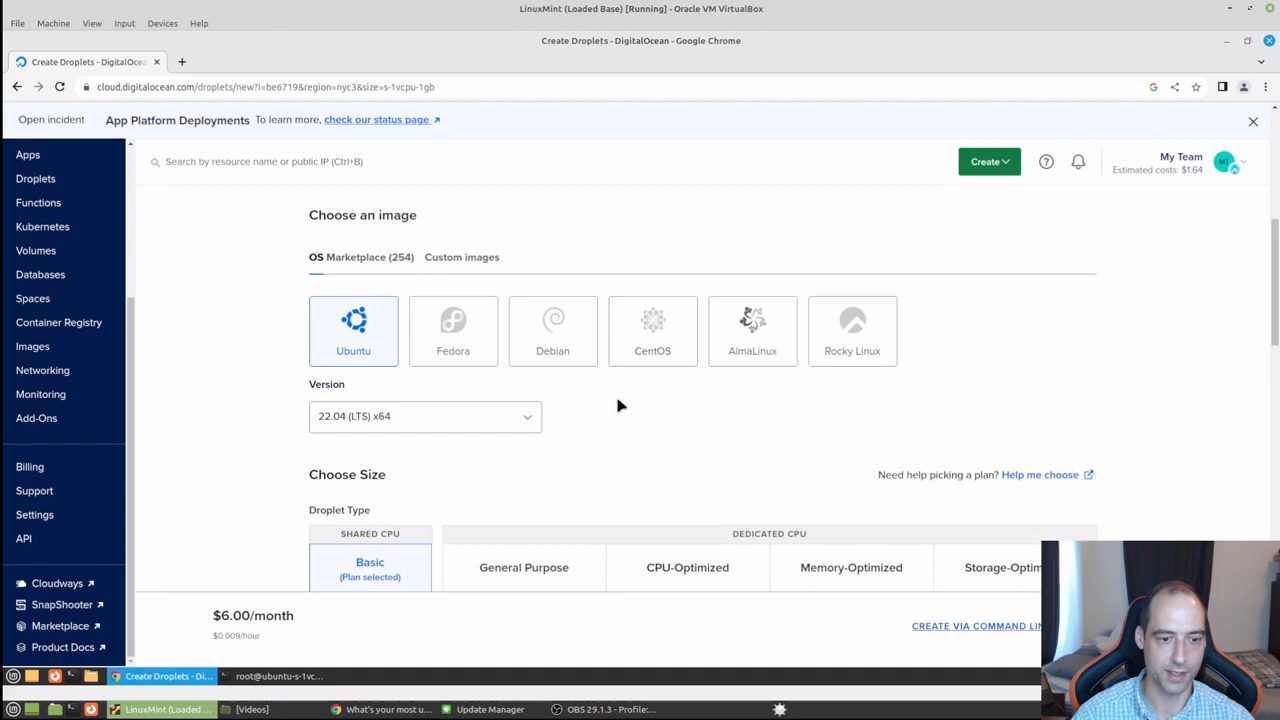 LinuxMint (Loaded Base) [Running] - Oracle VM VirtualBox
File Machine View Input Devices Help
Create Droplets - DigitalOcean - Google Chrome
Create Droplets - DigitalOcea
cloud.digitalocean.com/droplets/new?i=be6719&region=nyc3&size=s-1vcpu-1gb
Open incident App Platform Deployments To learn more, check our status page
Apps
Droplets
Functions
Kubernetes
Volumes
Databases
Spaces
Container Registry
Images
Networking
Monitoring
Add-Ons
Billing
Support
Settings
API
Cloudways
SnapShooter
Marketplace
Product Docs
Search by resource name or public IP (Ctrl+B)
Create
My Team
Estimated costs: $1.64
MT
Choose an image
OS Marketplace (254) Custom images
Ubuntu Fedora Debian CentOS AlmaLinux Rocky Linux
Version
22.04 (LTS) x64
Choose Size
Need help picking a plan? Help me choose
Droplet Type
SHARED CPU DEDICATED CPU
Basic
(Plan selected)
General Purpose CPU-Optimized Memory-Optimized Storage-Optim
$6.00/month
$0.009/hour
CREATE VIA COMMAND LIN
Create Droplets - Di... root@ubuntu-s-1vc...
LinuxMint (Loaded ... [Videos] What's your most u... Update Manager OBS 29.1.3 - Profile:...